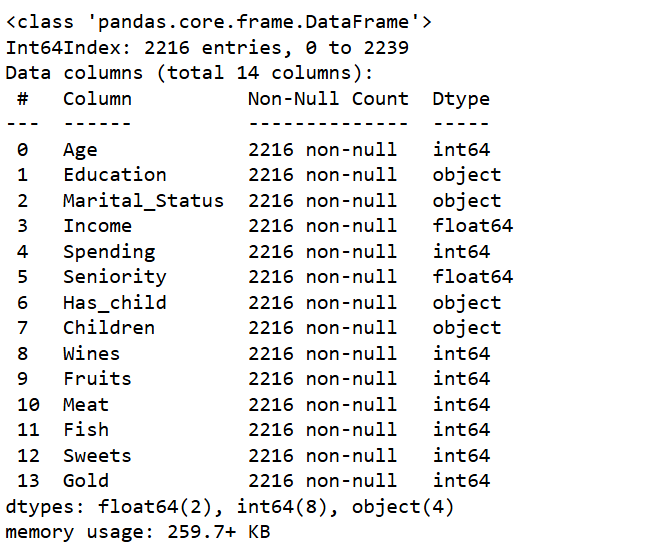 <class 'pandas.core.frame.DataFrame'>
Int64Index: 2216 entries, 0 to 2239
Data columns (total 14 columns):
 #   Column          Non-Null Count  Dtype
---  ------          --------------  -----
 0   Age             2216 non-null   int64
 1   Education       2216 non-null   object
 2   Marital_Status  2216 non-null   object
 3   Income          2216 non-null   float64
 4   Spending        2216 non-null   int64
 5   Seniority       2216 non-null   float64
 6   Has_child       2216 non-null   object
 7   Children        2216 non-null   object
 8   Wines           2216 non-null   int64
 9   Fruits          2216 non-null   int64
 10  Meat            2216 non-null   int64
 11  Fish            2216 non-null   int64
 12  Sweets          2216 non-null   int64
 13  Gold            2216 non-null   int64
dtypes: float64(2), int64(8), object(4)
memory usage: 259.7+ KB